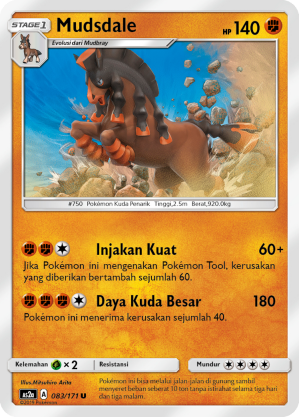 STAGE 1 Mudsdale HP 140
Evolusi dari Mudbray
#750 Pokémon Kuda Penarik Tinggi,2.5m Berat,920.0kg
Injakan Kuat 60+
Jika Pokémon ini mengenakan Pokémon Tool, kerusakan
yang diberikan bertambah sejumlah 60.
Daya Kuda Besar 180
Pokémon ini menerima kerusakan sejumlah 40.
Kelemahan × 2 Resistansi Mundur
Ilus.Mitsuhiro Arita
AS2a A 083/171 U
Pokémon ini bisa melalui jalan-jalan di gunung sambil
membawa beban seberat 10 ton tanpa istirahat selama tiga
hari tiga malam.